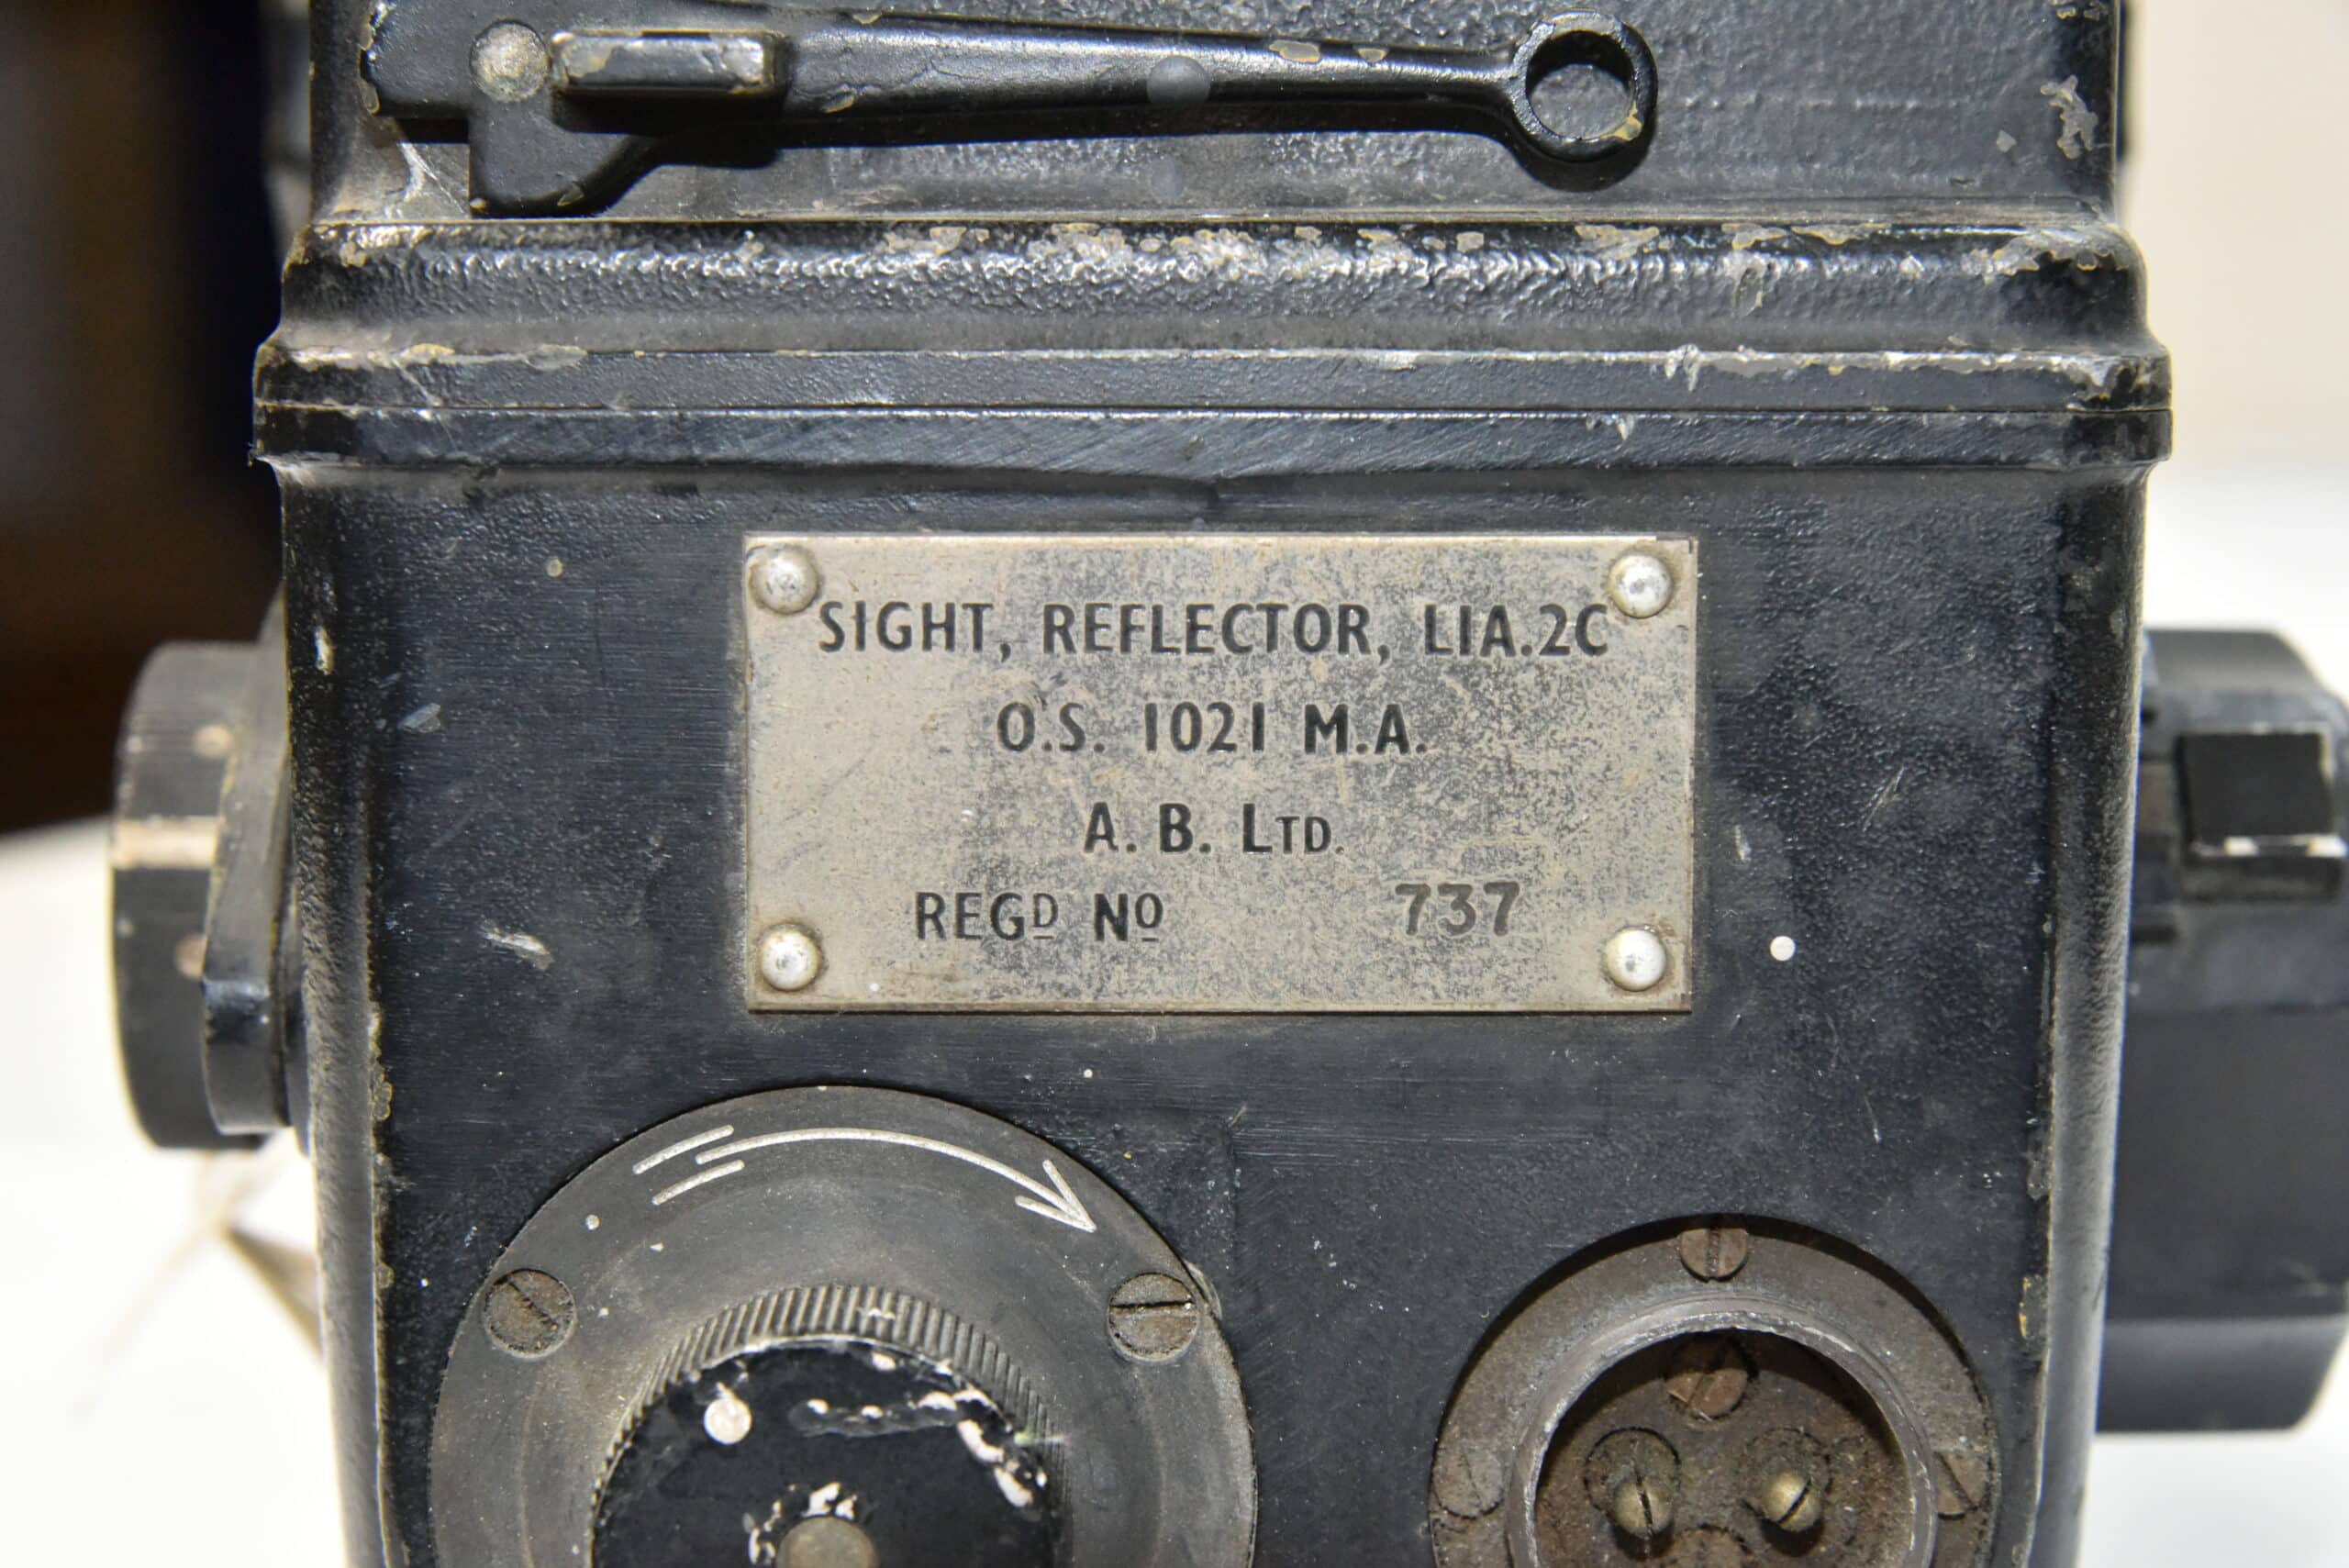 SIGHT, REFLECTOR, LIA.2C
O.S. 1021 M.A.
A. B. LTD.
REGD NO 737